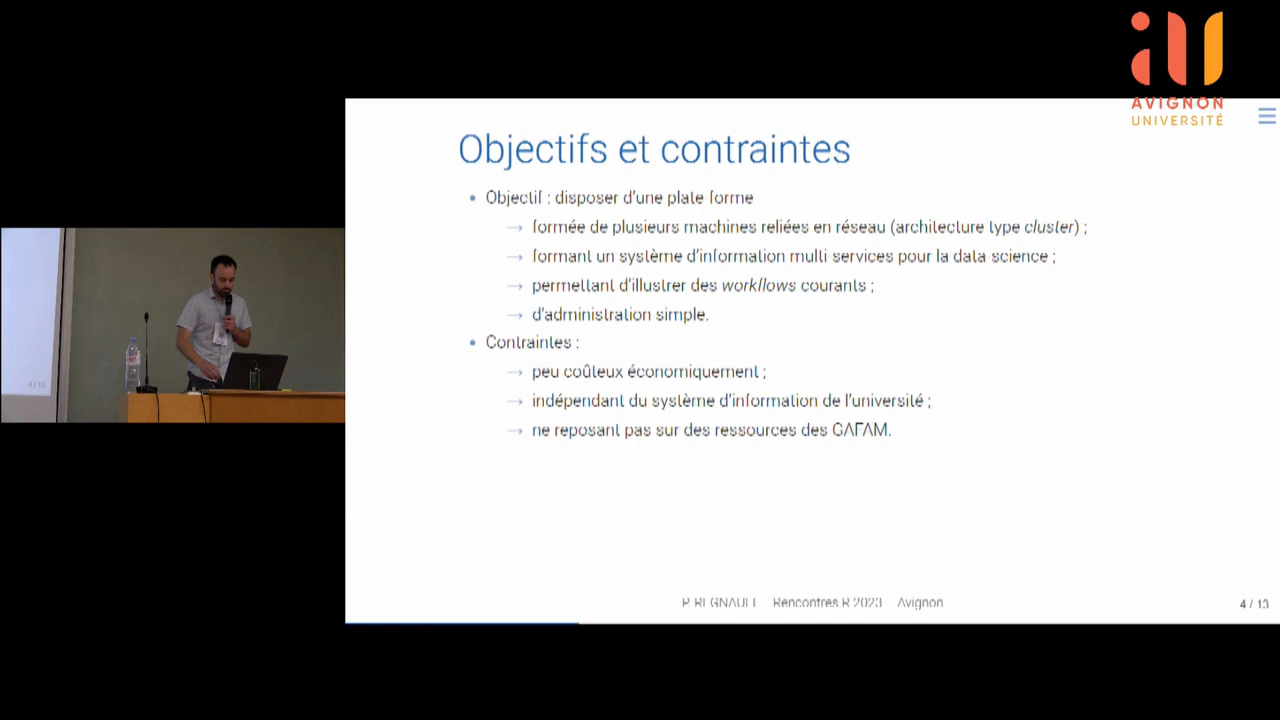 AVIGNON
UNIVERSITÉ
Objectifs et contraintes
Objectif : disposer d'une plate forme
→ formée de plusieurs machines reliées en réseau (architecture type cluster) ;
→ formant un système d'information multi services pour la data science ;
→ permettant d'illustrer des workflows courants ;
→ d'administration simple.
Contraintes :
→ peu coûteux économiquement ;
→ indépendant du système d'information de l'université ;
→ ne reposant pas sur des ressources des GAFAM.
P. REGNAULT Rencontres R 2023 Avignon
4 / 13